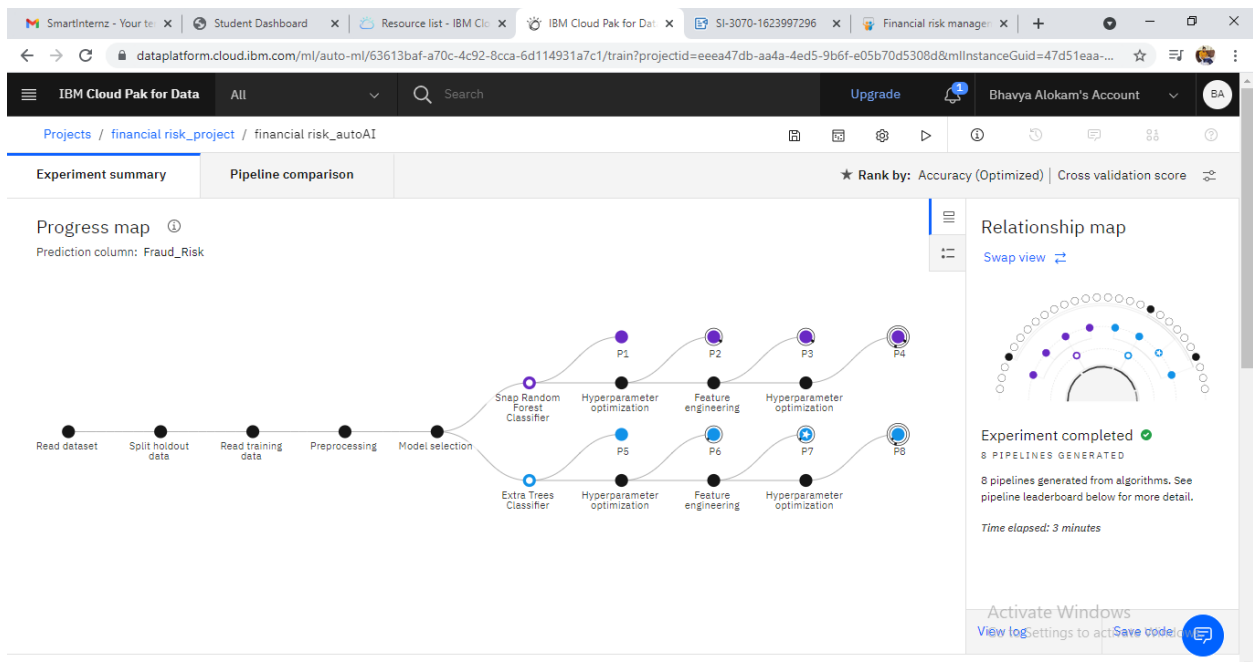 SmartInternz - Your te
Student Dashboard
Resource list - IBM Clo
IBM Cloud Pak for Dat
SI-3070-1623997296
Financial risk manager
dataplatform.cloud.ibm.com/ml/auto-ml/63613baf-a70c-4c92-8cca-6d114931a7c1/train?projectid=eeea47db-aa4a-4ed5-9b6f-e05b70d5308d&mlInstanceGuid=47d51eaa-...
IBM Cloud Pak for Data
All
Search
Upgrade
1
Bhavya Alokam's Account
BA
Projects / financial risk_project / financial risk_autoAI
Experiment summary
Pipeline comparison
Rank by: Accuracy (Optimized) | Cross validation score
Progress map
Prediction column: Fraud_Risk
P1
P2
P3
P4
Snap Random
Forest
Classifier
Hyperparameter
optimization
Feature
engineering
Hyperparameter
optimization
Read dataset
Split holdout
data
Read training
data
Preprocessing
Model selection
P5
P6
P7
P8
Extra Trees
Classifier
Hyperparameter
optimization
Feature
engineering
Hyperparameter
optimization
Relationship map
Swap view
Experiment completed
8 PIPELINES GENERATED
8 pipelines generated from algorithms. See
pipeline leaderboard below for more detail.
Time elapsed: 3 minutes
Activate Windows
Go to Settings to activate Windows.
View log
Save code